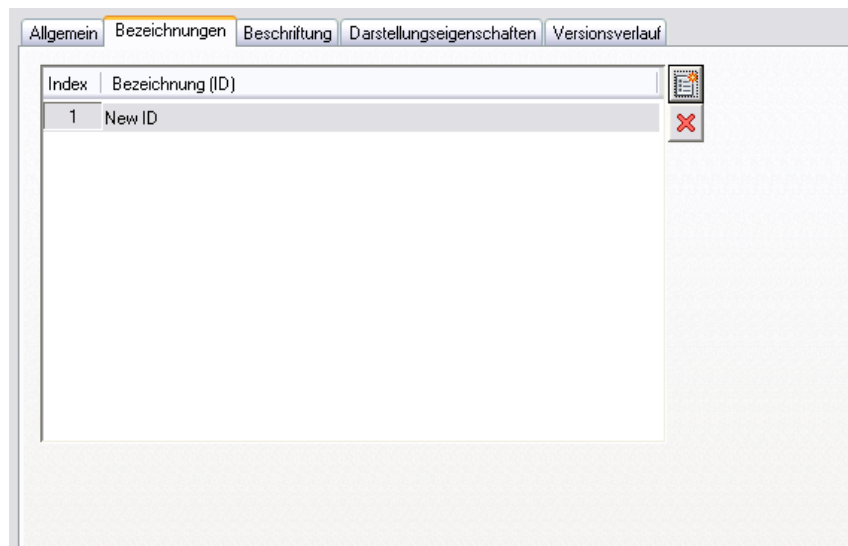 Allgemein Bezeichnungen Beschriftung Darstellungseigenschaften Versionsverlauf
Index Bezeichnung (ID)
1 New ID